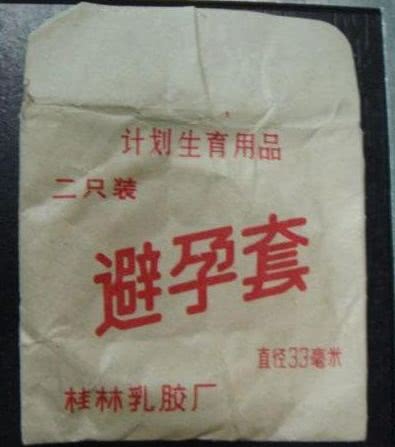 计划生育用品
二只装
避孕套
直径33毫米
桂林乳胶厂